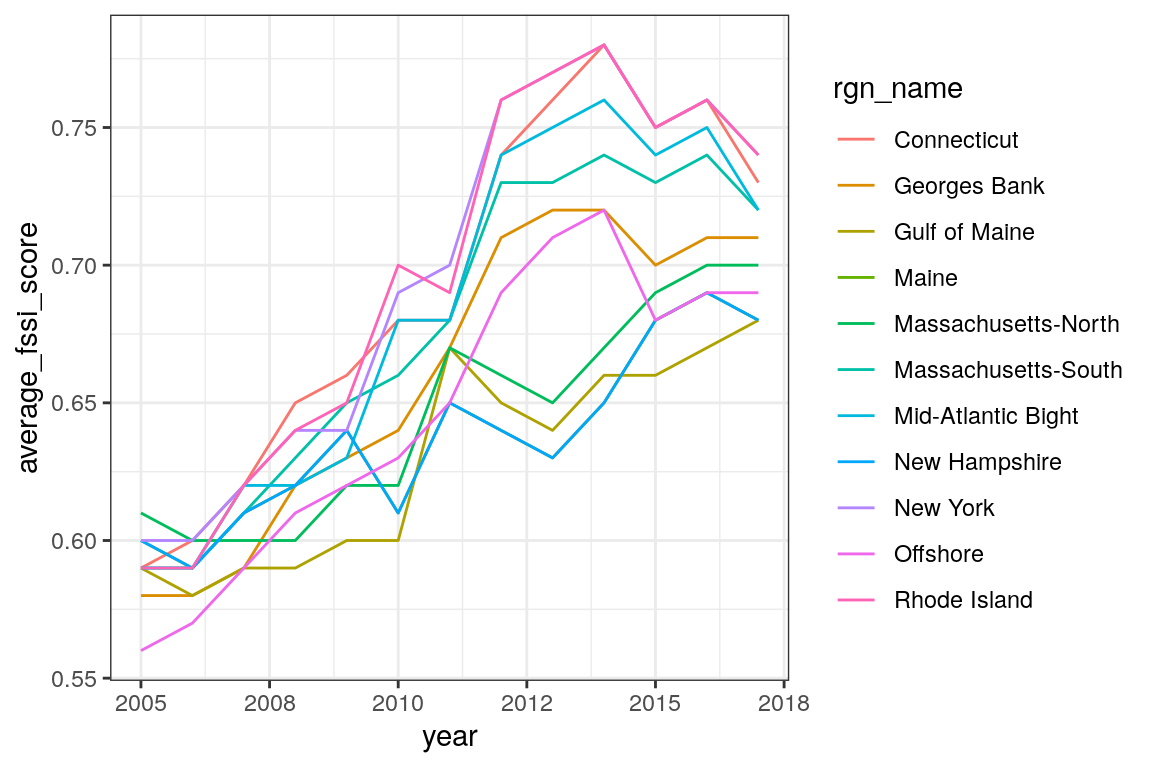 0.75
0.70
0.65
0.60
0.55
average_fssi_score
2005 2008 2010 2012 2015 2018
year
rgn_name
Connecticut
Georges Bank
Gulf of Maine
Maine
Massachusetts-North
Massachusetts-South
Mid-Atlantic Bight
New Hampshire
New York
Offshore
Rhode Island